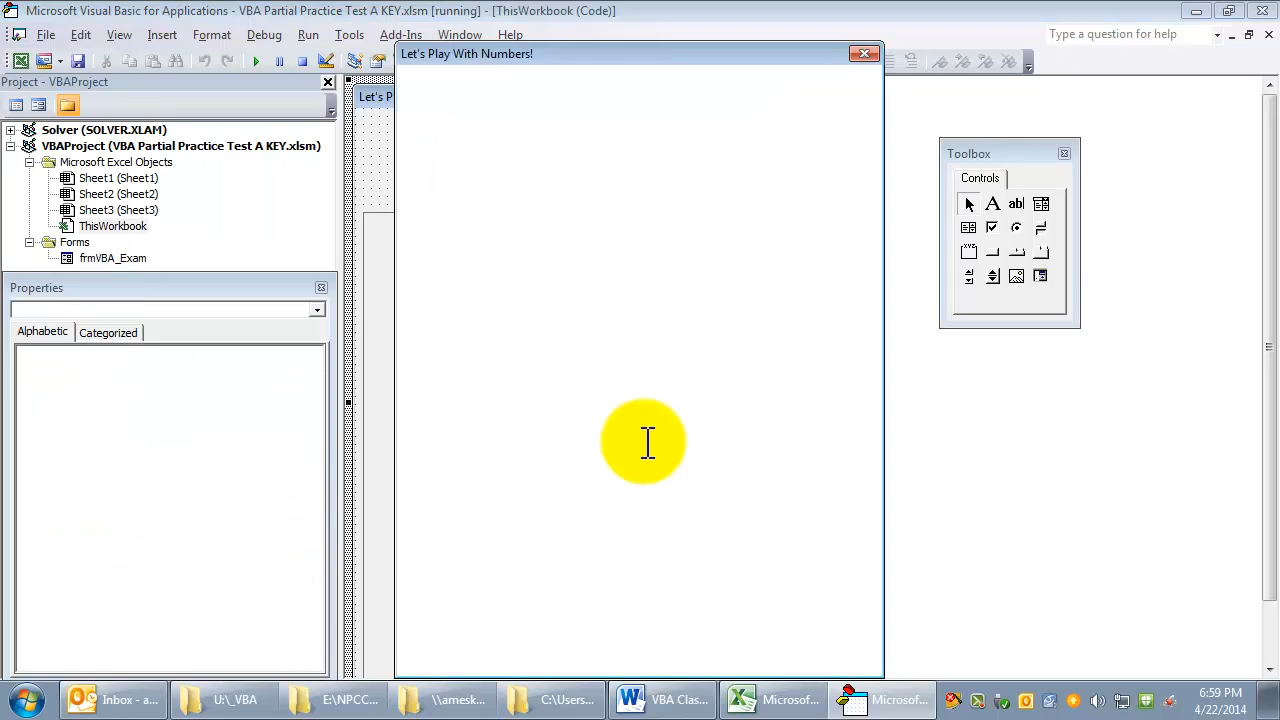 Microsoft Visual Basic for Applications - VBA Partial Practice Test A KEY.xlsm [running] - [ThisWorkbook (Code)]
File Edit View Insert Format Debug Run Tools Add-Ins Window Help
Type a question for help
Let's Play With Numbers!
Project - VBAProject
Let's P
Solver (SOLVER.XLAM)
VBAProject (VBA Partial Practice Test A KEY.xlsm)
Microsoft Excel Objects
Sheet1 (Sheet1)
Sheet2 (Sheet2)
Sheet3 (Sheet3)
ThisWorkbook
Forms
frmVBA_Exam
Toolbox
Controls
A abl
XYZ
Properties
Alphabetic Categorized
Inbox - a...
U:\_VBA
E:\NPCC...
\\amesk...
C:\Users...
VBA Clas...
Microsof...
Microsof...
6:59 PM
4/22/2014